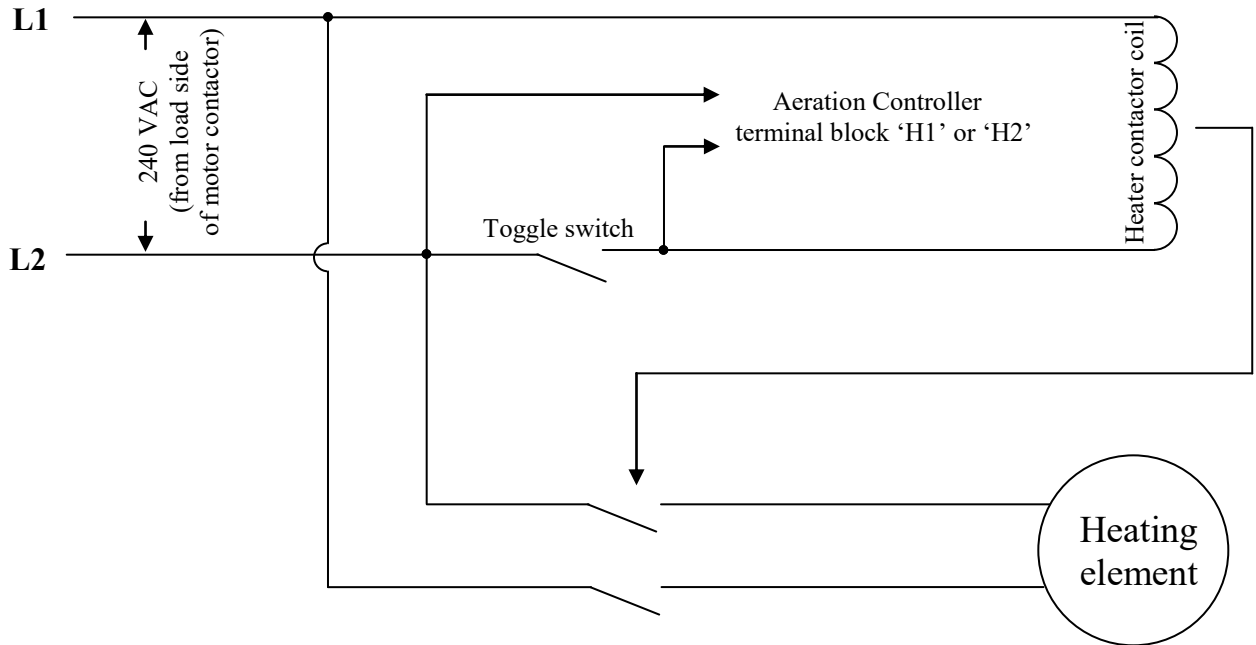 L1
240 VAC
(from load side
of motor contactor)
Aeration Controller
terminal block ‘H1’ or ‘H2’
Heater contactor coil
Toggle switch
L2
Heating
element